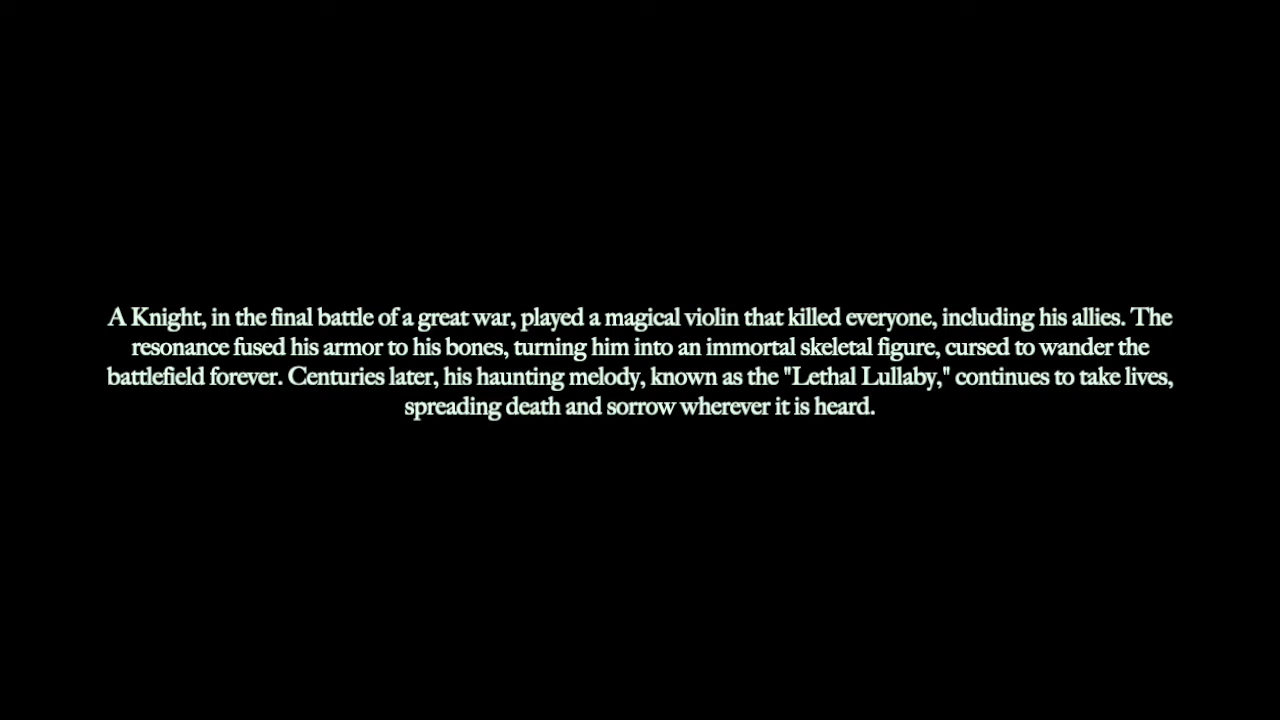 A Knight, in the final battle of a great war, played a magical violin that killed everyone, including his allies. The
resonance fused his armor to his bones, turning him into an immortal skeletal figure, cursed to wander the
battlefield forever. Centuries later, his haunting melody, known as the "Lethal Lullaby," continues to take lives,
spreading death and sorrow wherever it is heard.